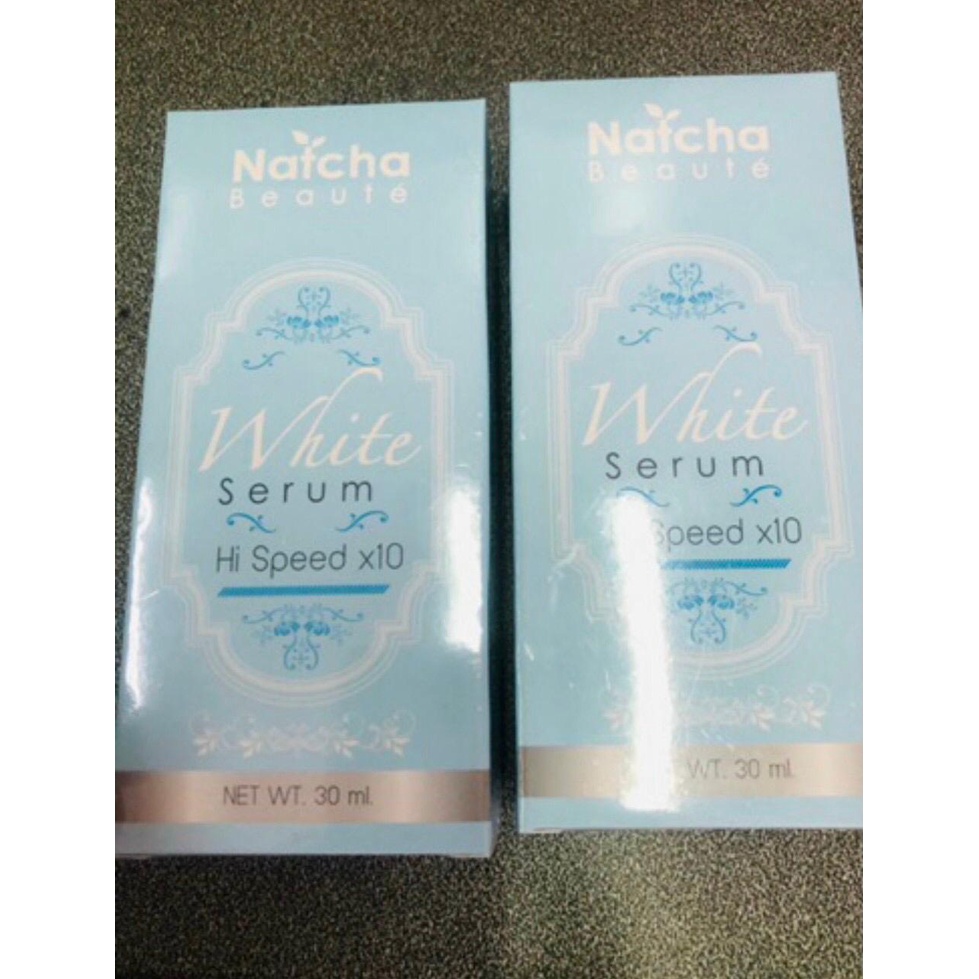 Natcha
Beauté
White
Serum
Hi Speed x10
NET WT. 30 ml.
Natcha
Beauté
White
Serum
Speed x10
WT. 30 ml.